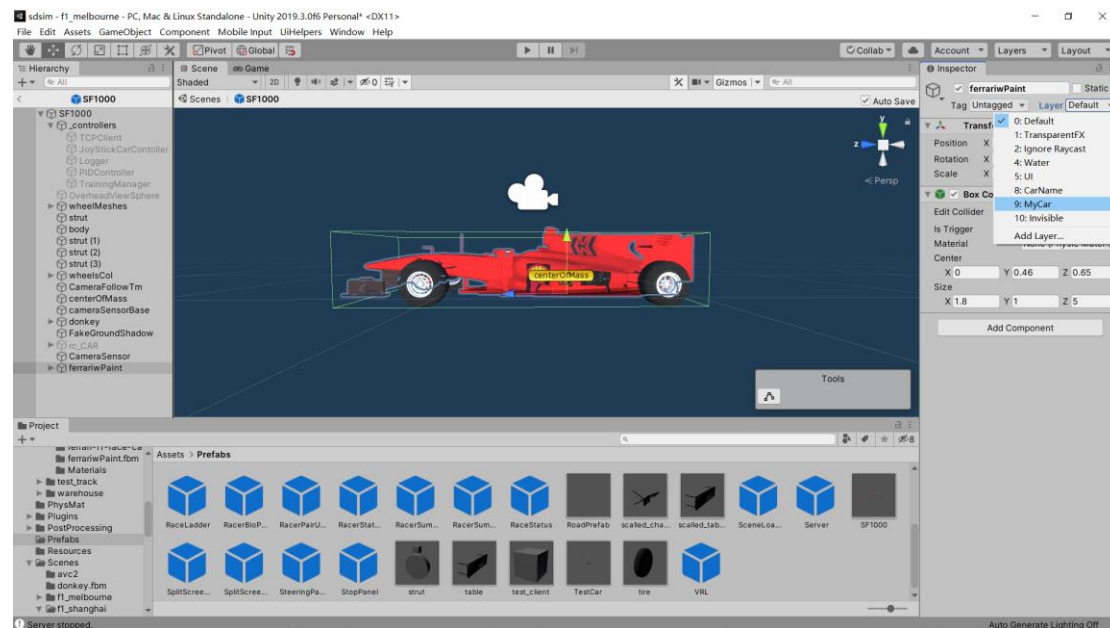 sdsim - f1_melbourne - PC, Mac & Linux Standalone - Unity 2019.3.0f6 Personal* <DX11>
File Edit Assets GameObject Component Mobile Input UiHelpers Window Help
Pivot Global
Collab Account Layers Layout
Hierarchy
All
SF1000
SF1000
_controllers
TCPClient
JoyStickCarContoller
Logger
PIDController
TrainingManager
OverheadViewSphere
wheelMeshes
strut
body
strut (1)
strut (2)
strut (3)
wheelsCol
CameraFollowTm
centerOfMass
cameraSensorBase
donkey
FakeGroundShadow
rc_CAR
CameraSensor
ferrariwPaint
Scene Game
Shaded 2D 0 Gizmos All
Scenes SF1000 Auto Save
y
z
< Persp
centerOfMass
Tools
Inspector
ferrariwPaint Static
Tag Untagged Layer Default
Transf
Position X
Rotation X
Scale X
0: Default
1: TransparentFX
2: Ignore Raycast
4: Water
5: UI
8: CarName
9: MyCar
10: Invisible
Add Layer...
Box Co
Edit Collider
Is Trigger
Material
Center
X 0 Y 0.46 Z 0.65
Size
X 1.8 Y 1 Z 5
Add Component
Project
8
ferrariwPaint.fbm
Materials
test_track
warehouse
PhysMat
Plugins
PostProcessing
Prefabs
Resources
Scenes
avc2
donkey.fbm
f1_melbourne
f1_shanghai
Assets > Prefabs
RaceLadder RacerBioP... RacerPairU... RacerStat... RacerSum... RacerSum... RaceStatus RoadPrefab scalled_cha... scalled_tab... SceneLoa... Server SF1000
SplitScree... SplitScree... SteeringPa... StopPanel strut table test_client TestCar tire VRL
Server stopped.
Auto Generate Lighting Off